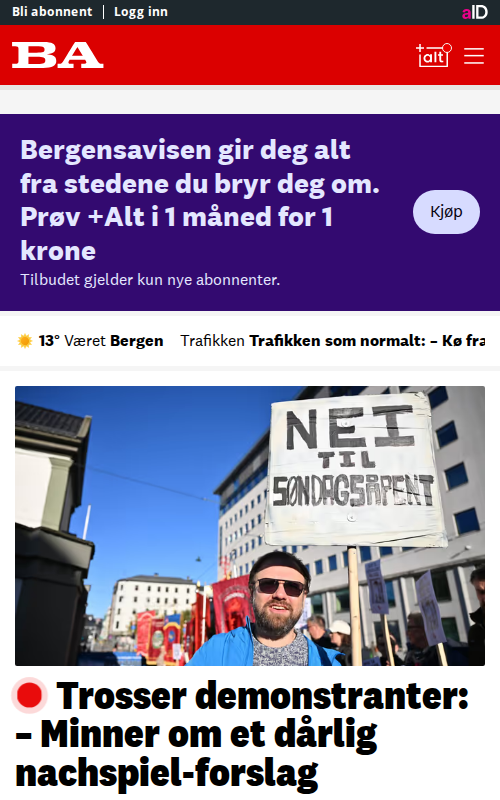 Bli abonnent | Logg inn
aID
BA
+alt
Bergensavisen gir deg alt
fra stedene du bryr deg om.
Prøv +Alt i 1 måned for 1
krone
Kjøp
Tilbudet gjelder kun nye abonnenter.
13° Været Bergen Trafikken Trafikken som normalt: – Kø fra
NEI
TIL
SØNDAGSÅPENT
Trosser demonstranter:
– Minner om et dårlig
nachspiel-forslag